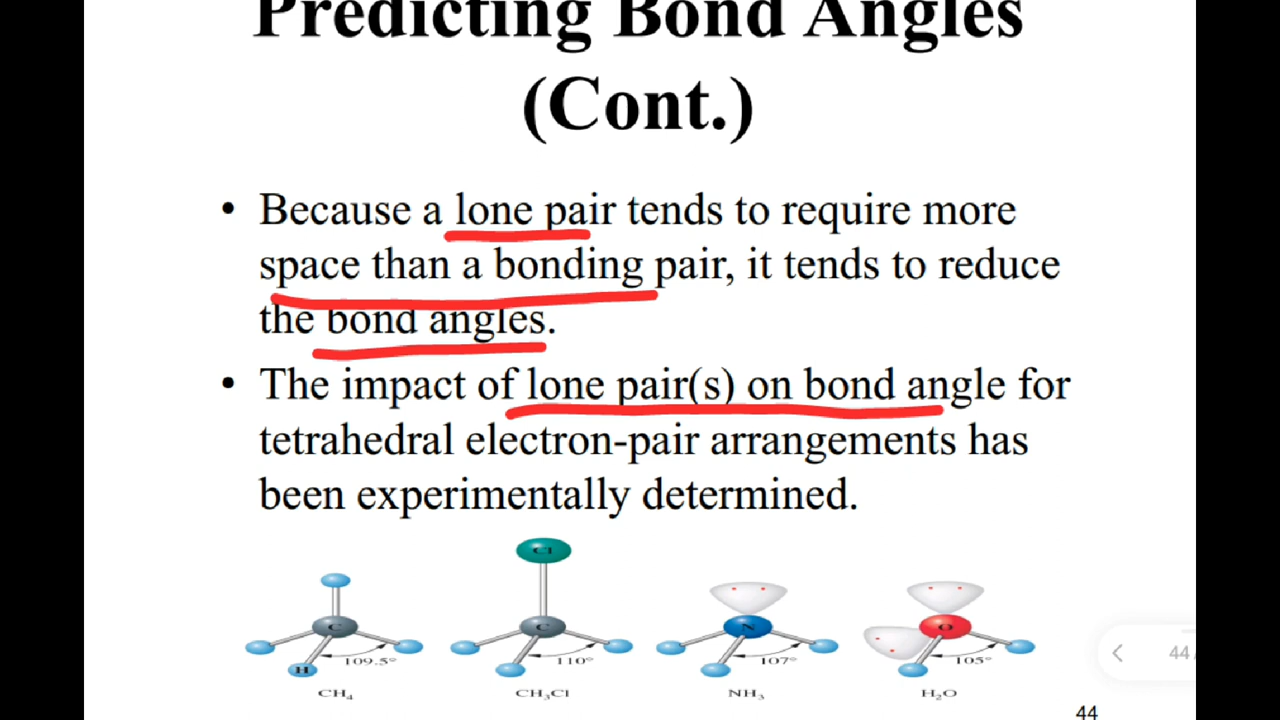 Predicting Bond Angles
(Cont.)
• Because a lone pair tends to require more
space than a bonding pair, it tends to reduce
the bond angles.
• The impact of lone pair(s) on bond angle for
tetrahedral electron-pair arrangements has
been experimentally determined.
Cl
C C N O
H 109.5° 110° 107° 105°
CH₄ CH₃Cl NH₃ H₂O
44/
44